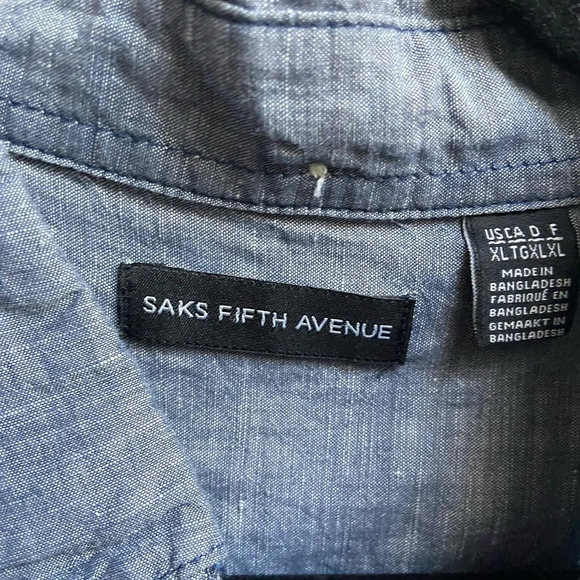 SAKS FIFTH AVENUE
US CA D F
XL TG XL XL
MADE IN
BANGLADESH
FABRIQUÉ EN
BANGLADESH
GEMAAKT IN
BANGLADESH